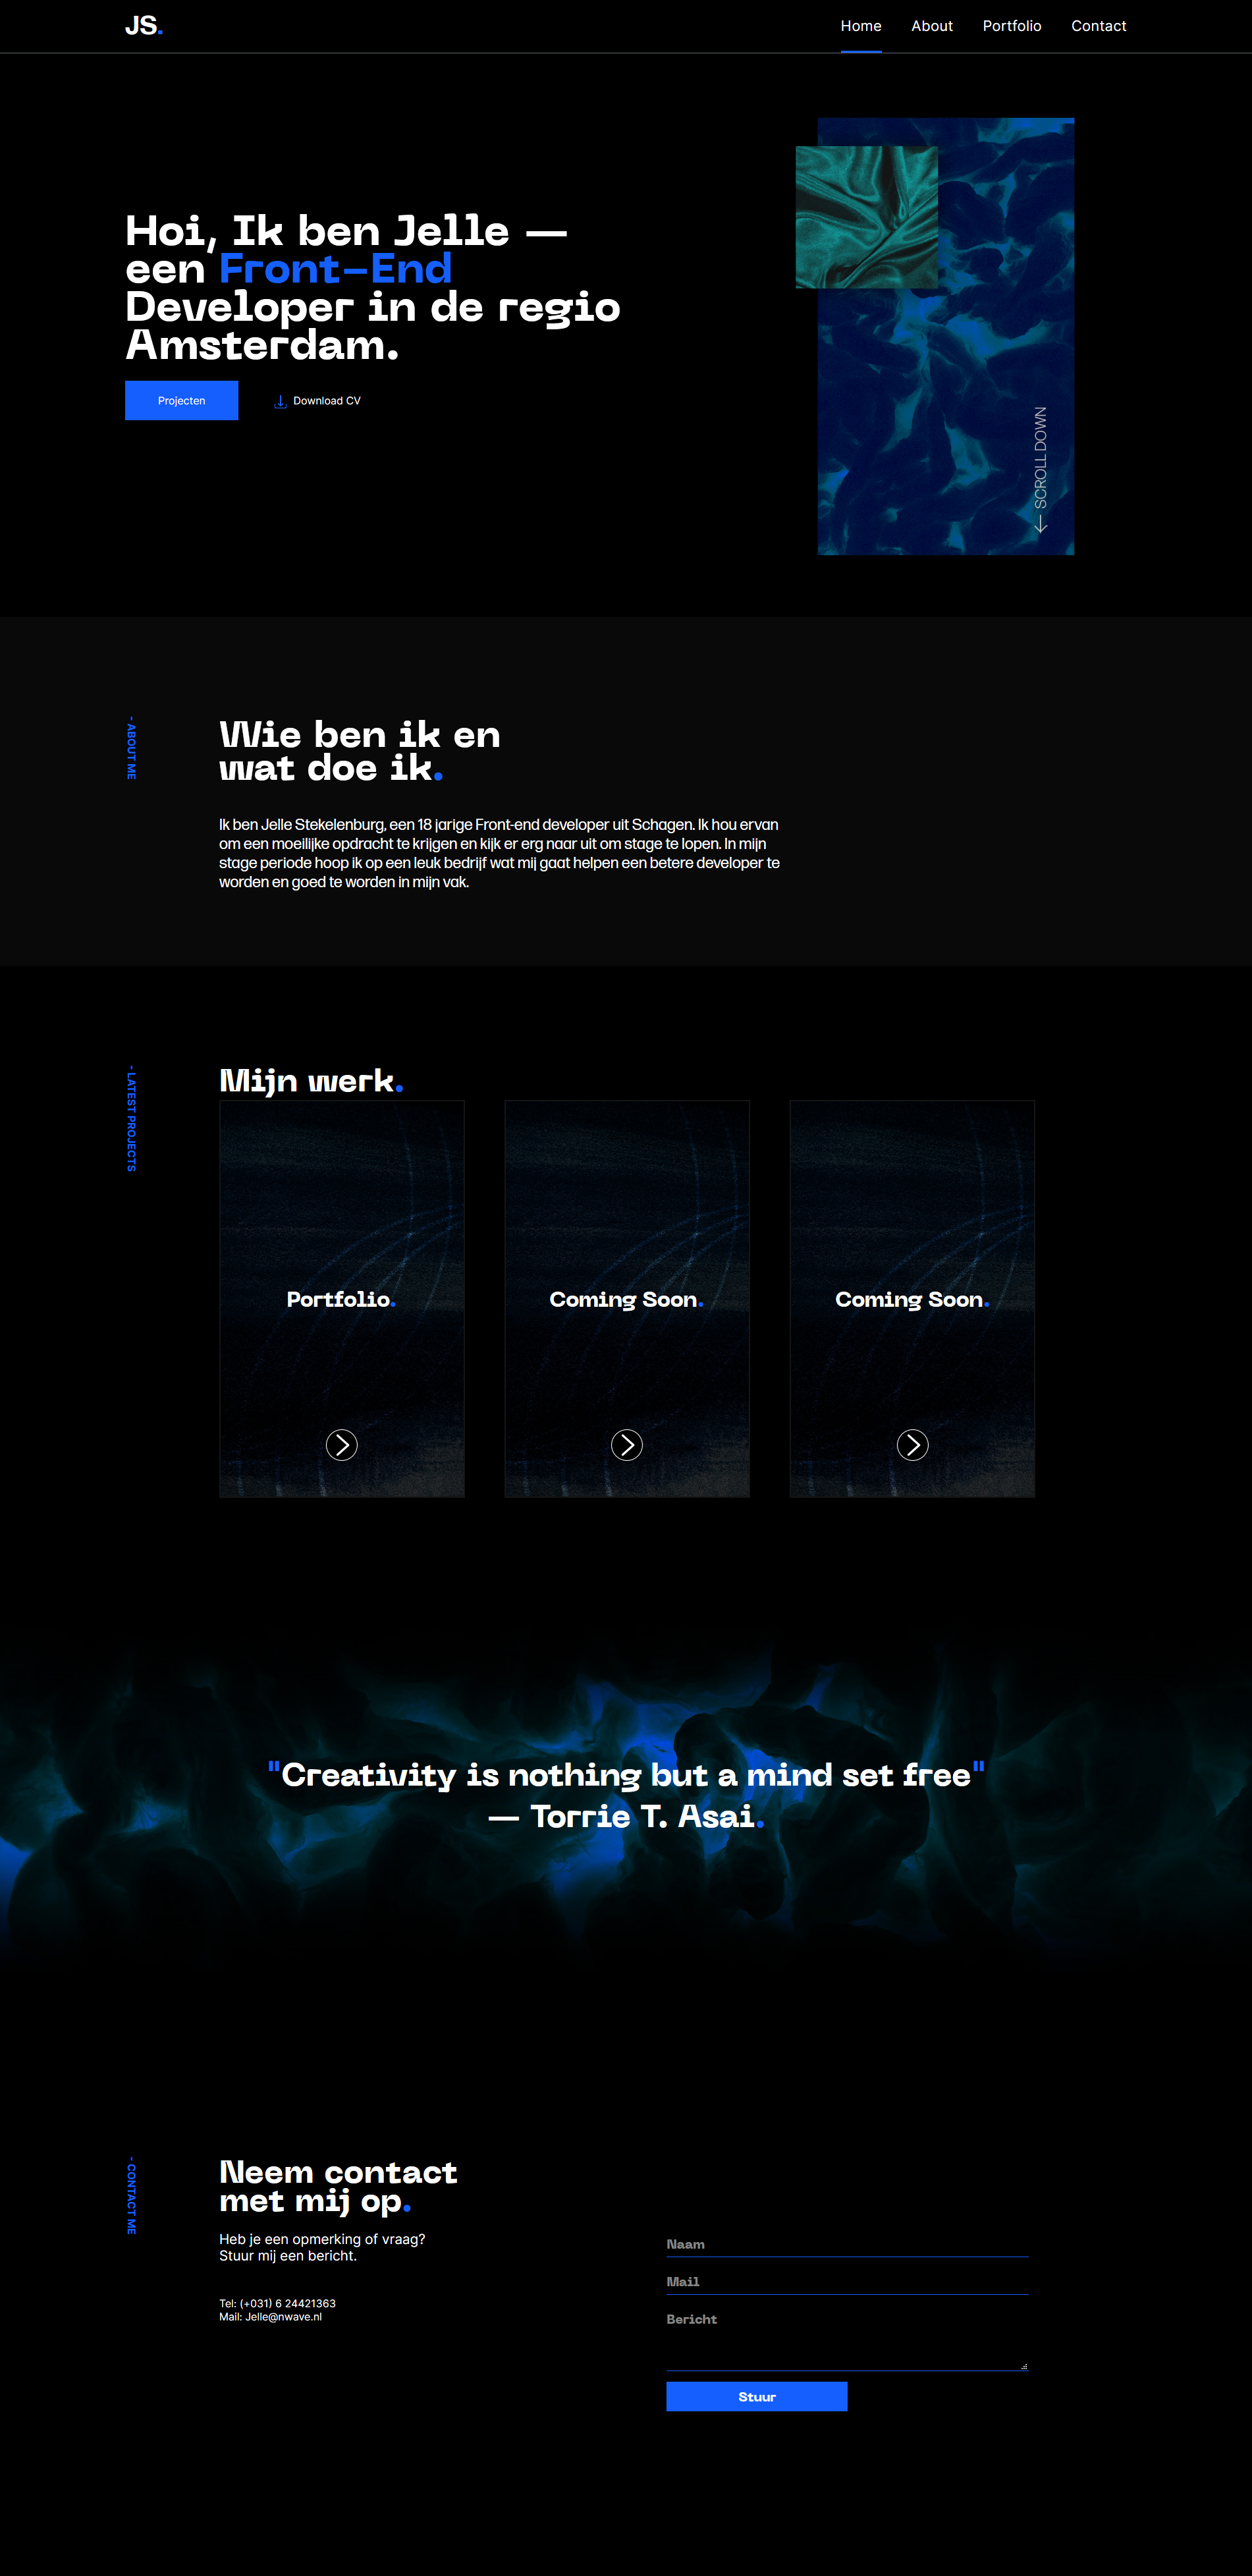 JS.
Home About Portfolio Contact
Hoi, Ik ben Jelle —
een Front-End
Developer in de regio
Amsterdam.
Projecten Download CV
SCROLL DOWN
- ABOUT ME
Wie ben ik en
wat doe ik.
Ik ben Jelle Stekelenburg, een 18 jarige Front-end developer uit Schagen. Ik hou ervan
om een moeilijke opdracht te krijgen en kijk er erg naar uit om stage te lopen. In mijn
stage periode hoop ik op een leuk bedrijf wat mij gaat helpen een betere developer te
worden en goed te worden in mijn vak.
- LATEST PROJECTS
Mijn werk.
Portfolio. Coming Soon. Coming Soon.
"Creativity is nothing but a mind set free"
— Torrie T. Asai.
- CONTACT ME
Neem contact
met mij op.
Heb je een opmerking of vraag?
Stuur mij een bericht.
Tel: (+031) 6 24421363
Mail: Jelle@nwave.nl
Naam
Mail
Bericht
Stuur